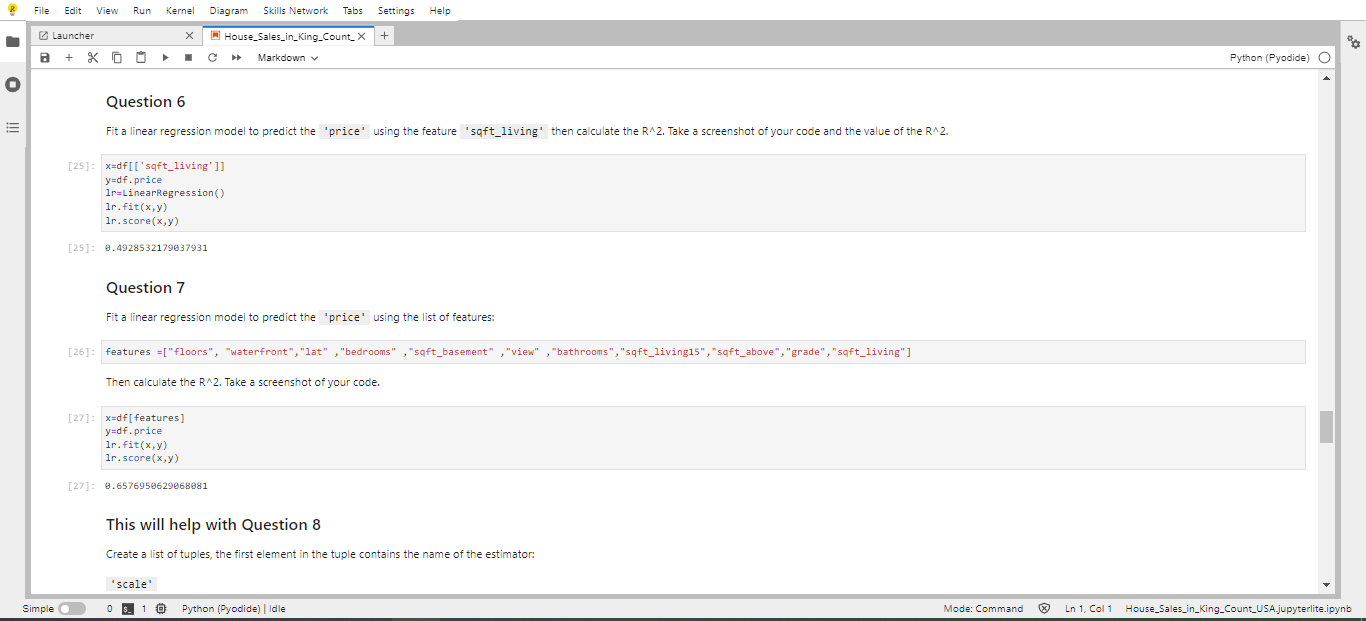 File Edit View Run Kernel Diagram Skills Network Tabs Settings Help
Launcher
House_Sales_in_King_Count_
Markdown
Python (Pyodide)
Question 6
Fit a linear regression model to predict the 'price' using the feature 'sqft_living' then calculate the R^2. Take a screenshot of your code and the value of the R^2.
[25]: x=df[['sqft_living']]
y=df.price
lr=LinearRegression()
lr.fit(x,y)
lr.score(x,y)
[25]: 0.4928532179037931
Question 7
Fit a linear regression model to predict the 'price' using the list of features:
[26]: features =["floors", "waterfront","lat" ,"bedrooms" ,"sqft_basement" ,"view" ,"bathrooms","sqft_living15","sqft_above","grade","sqft_living"]
Then calculate the R^2. Take a screenshot of your code.
[27]: x=df[features]
y=df.price
lr.fit(x,y)
lr.score(x,y)
[27]: 0.6576950629068081
This will help with Question 8
Create a list of tuples, the first element in the tuple contains the name of the estimator:
'scale'
Simple 0 1 Python (Pyodide) | Idle Mode: Command Ln 1, Col 1 House_Sales_in_King_Count_USA.jupyterlite.ipynb